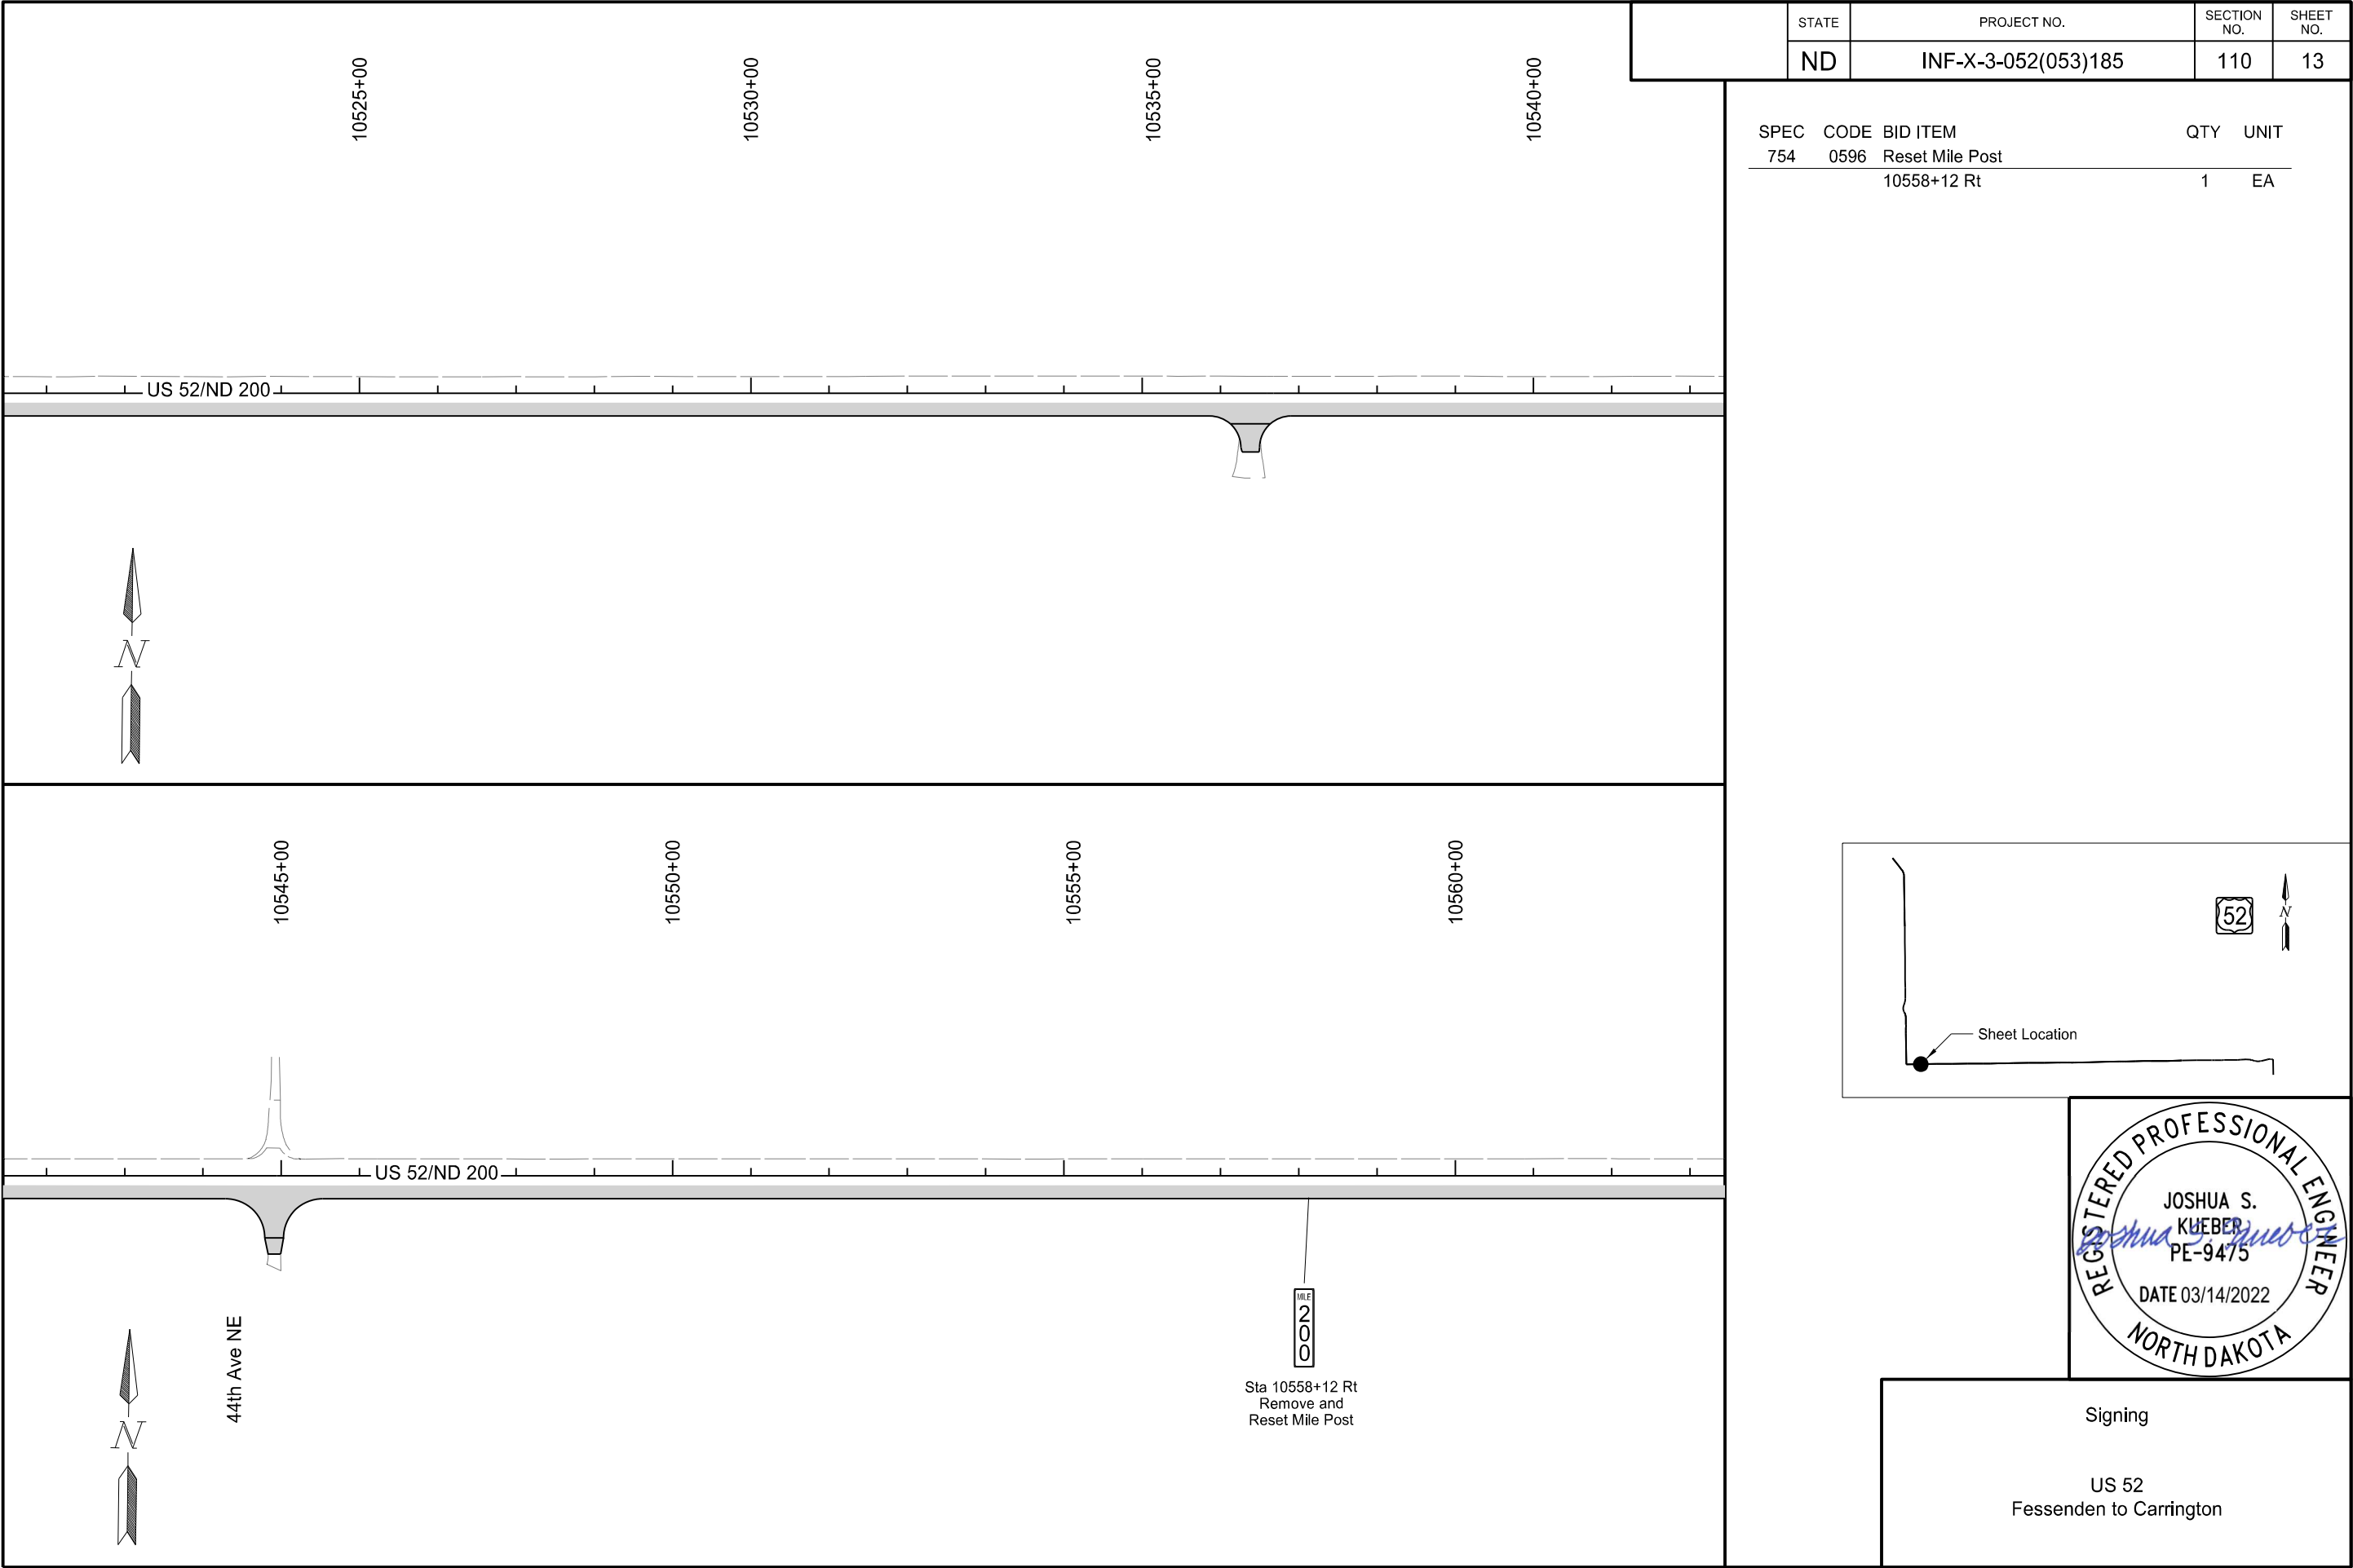 STATE PROJECT NO. SECTION NO. SHEET NO.
ND INF-X-3-052(053)185 110 13
10525+00 10530+00 10535+00 10540+00
SPEC CODE BID ITEM QTY UNIT
754 0596 Reset Mile Post
10558+12 Rt 1 EA
US 52/ND 200
N
10545+00 10550+00 10555+00 10560+00
52
N
Sheet Location
US 52/ND 200
44th Ave NE
N
MILE
2
0
0
Sta 10558+12 Rt
Remove and
Reset Mile Post
REGISTERED PROFESSIONAL ENGINEER
JOSHUA S.
KUEBER
PE-9475
DATE 03/14/2022
NORTH DAKOTA
Joshua S. Kueber
Signing
US 52
Fessenden to Carrington